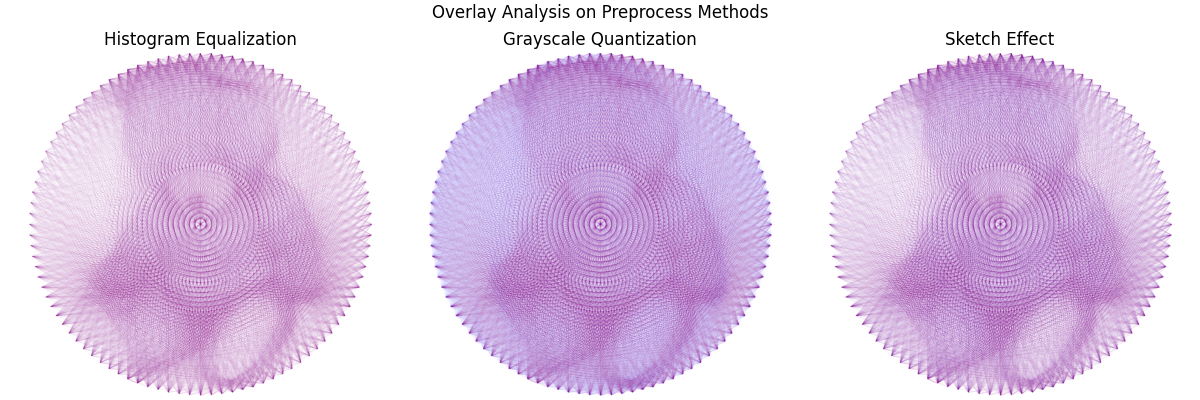 Overlay Analysis on Preprocess Methods
Histogram Equalization
Grayscale Quantization
Sketch Effect